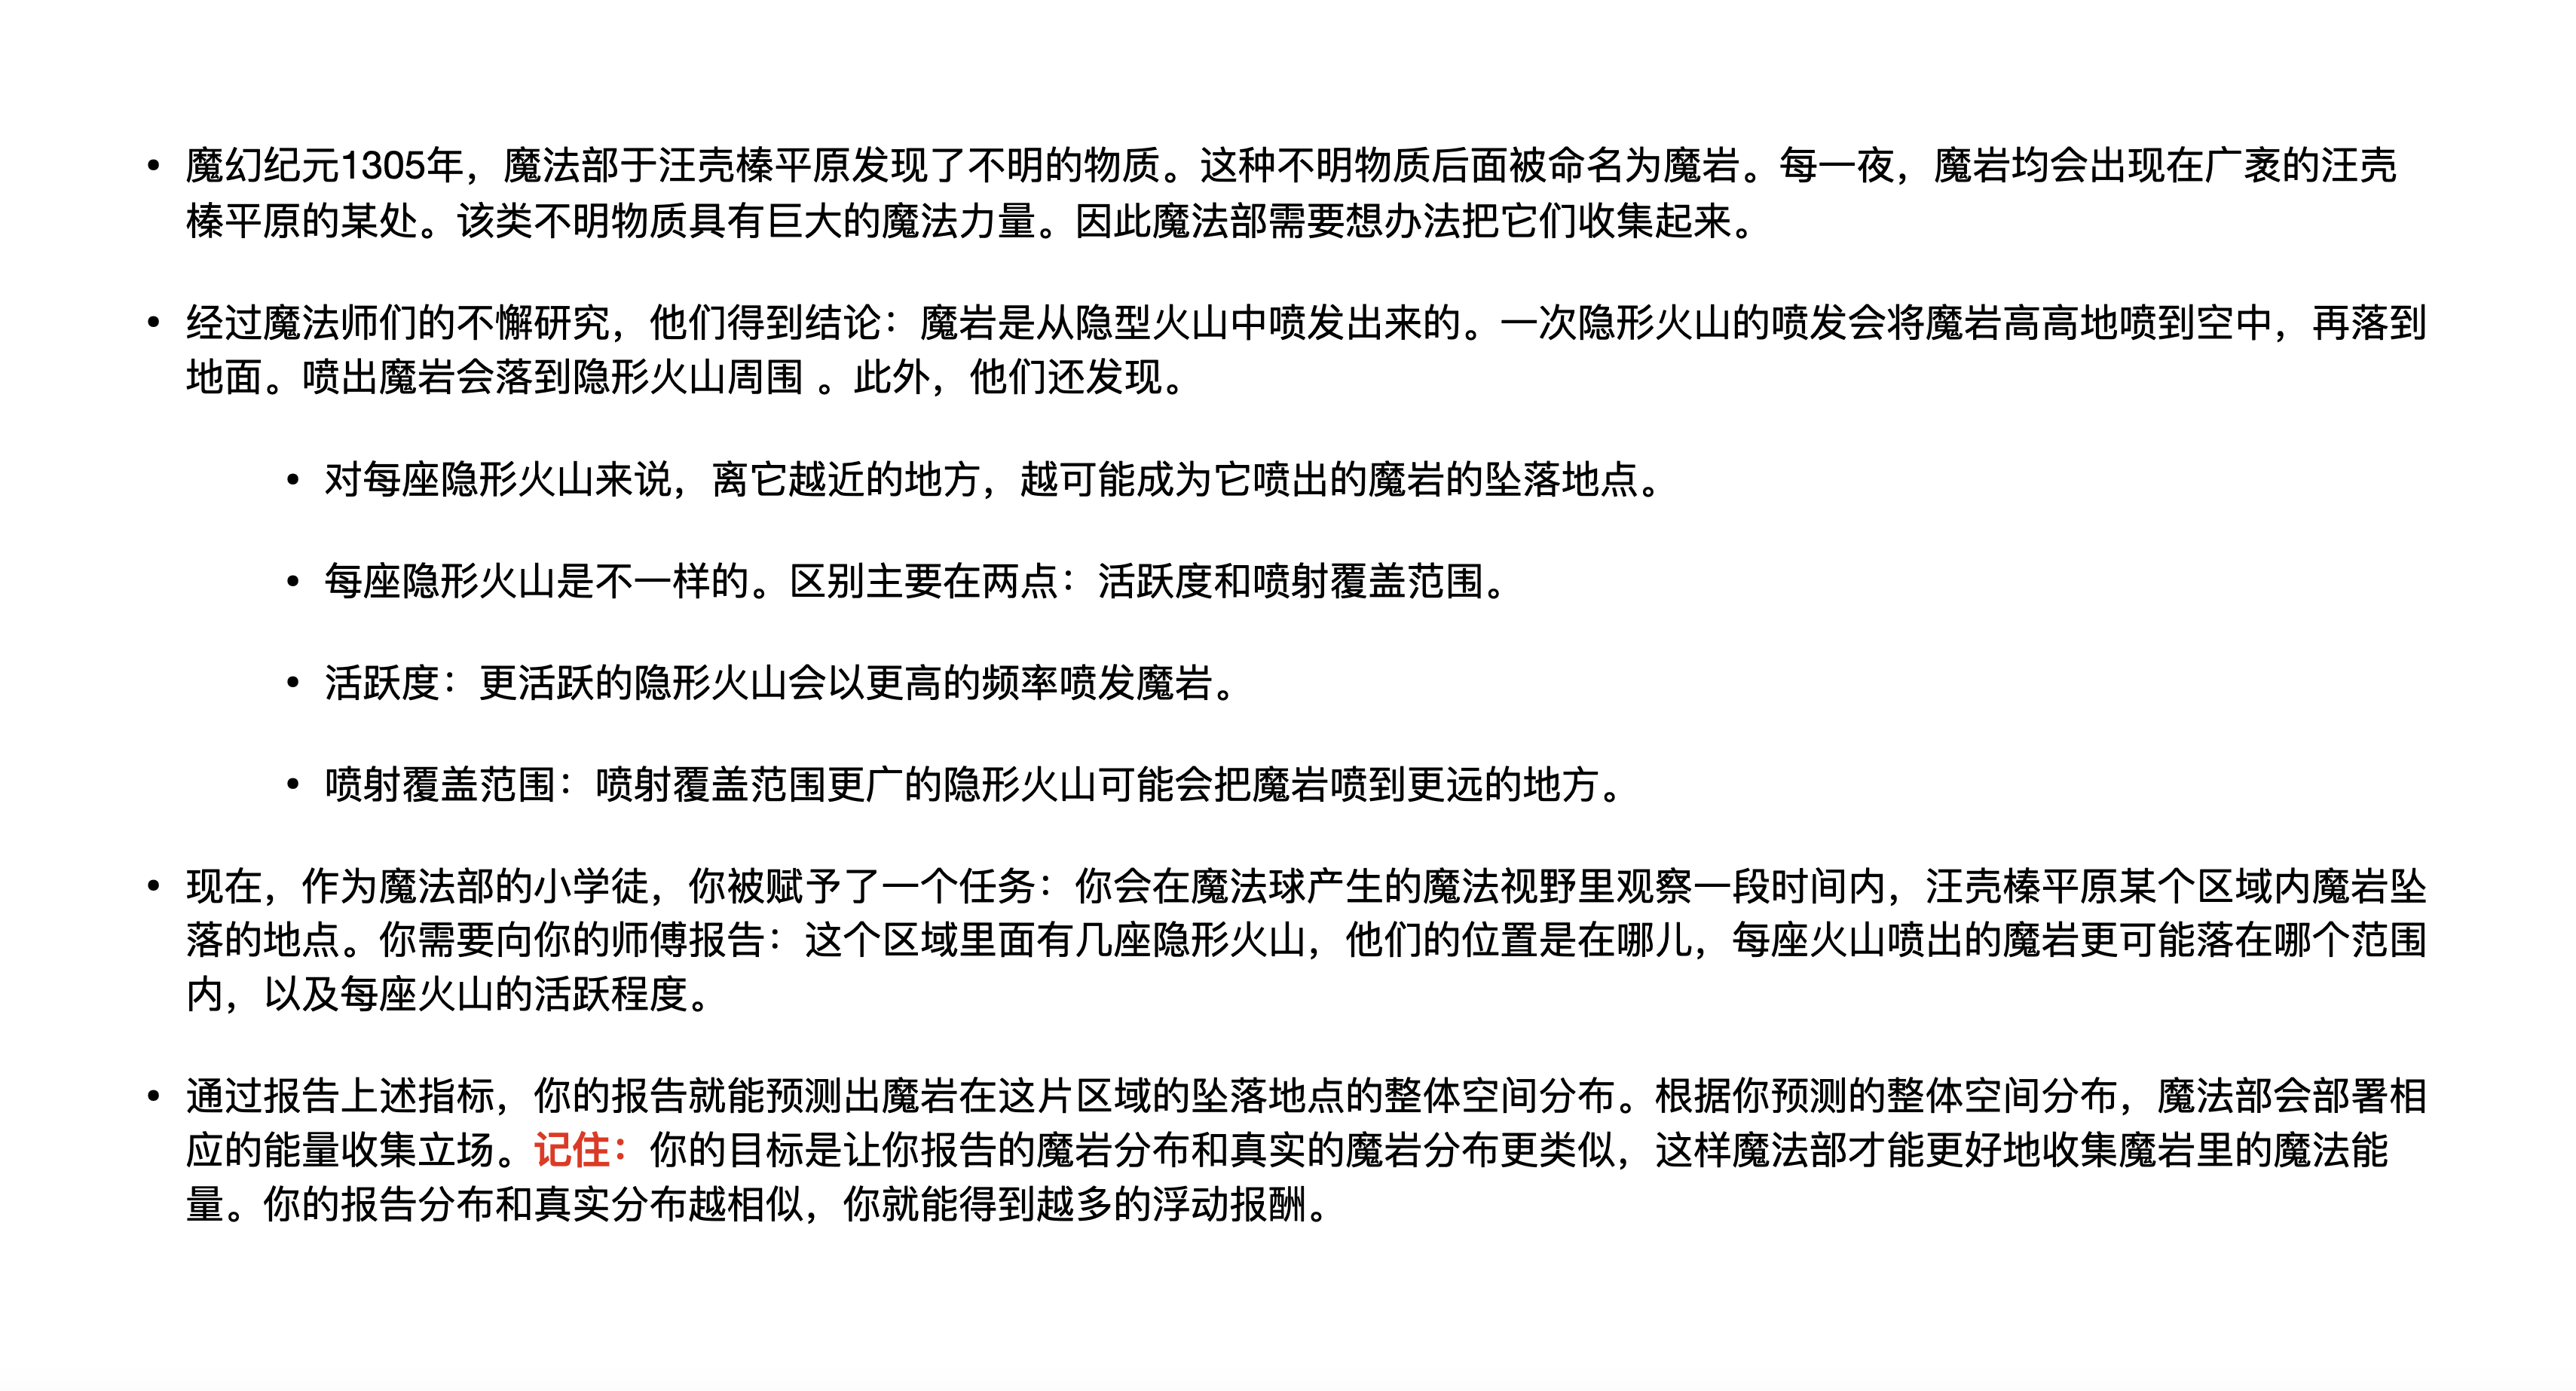 • 魔幻纪元1305年，魔法部于汪壳榛平原发现了不明的物质。这种不明物质后面被命名为魔岩。每一夜，魔岩均会出现在广袤的汪壳
榛平原的某处。该类不明物质具有巨大的魔法力量。因此魔法部需要想办法把它们收集起来。
• 经过魔法师们的不懈研究，他们得到结论：魔岩是从隐型火山中喷发出来的。一次隐形火山的喷发会将魔岩高高地喷到空中，再落到
地面。喷出魔岩会落到隐形火山周围 。此外，他们还发现。
• 对每座隐形火山来说，离它越近的地方，越可能成为它喷出的魔岩的坠落地点。
• 每座隐形火山是不一样的。区别主要在两点：活跃度和喷射覆盖范围。
• 活跃度：更活跃的隐形火山会以更高的频率喷发魔岩。
• 喷射覆盖范围：喷射覆盖范围更广的隐形火山可能会把魔岩喷到更远的地方。
• 现在，作为魔法部的小学徒，你被赋予了一个任务：你会在魔法球产生的魔法视野里观察一段时间内，汪壳榛平原某个区域内魔岩坠
落的地点。你需要向你的师傅报告：这个区域里面有几座隐形火山，他们的位置是在哪儿，每座火山喷出的魔岩更可能落在哪个范围
内，以及每座火山的活跃程度。
• 通过报告上述指标，你的报告就能预测出魔岩在这片区域的坠落地点的整体空间分布。根据你预测的整体空间分布，魔法部会部署相
应的能量收集立场。记住：你的目标是让你报告的魔岩分布和真实的魔岩分布更类似，这样魔法部才能更好地收集魔岩里的魔法能
量。你的报告分布和真实分布越相似，你就能得到越多的浮动报酬。